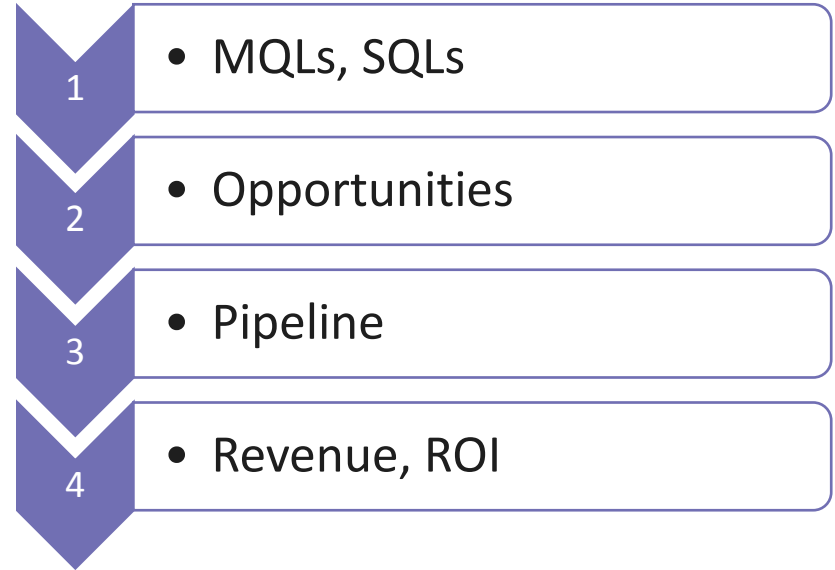 1
• MQLs, SQLs
2
• Opportunities
3
• Pipeline
4
• Revenue, ROI